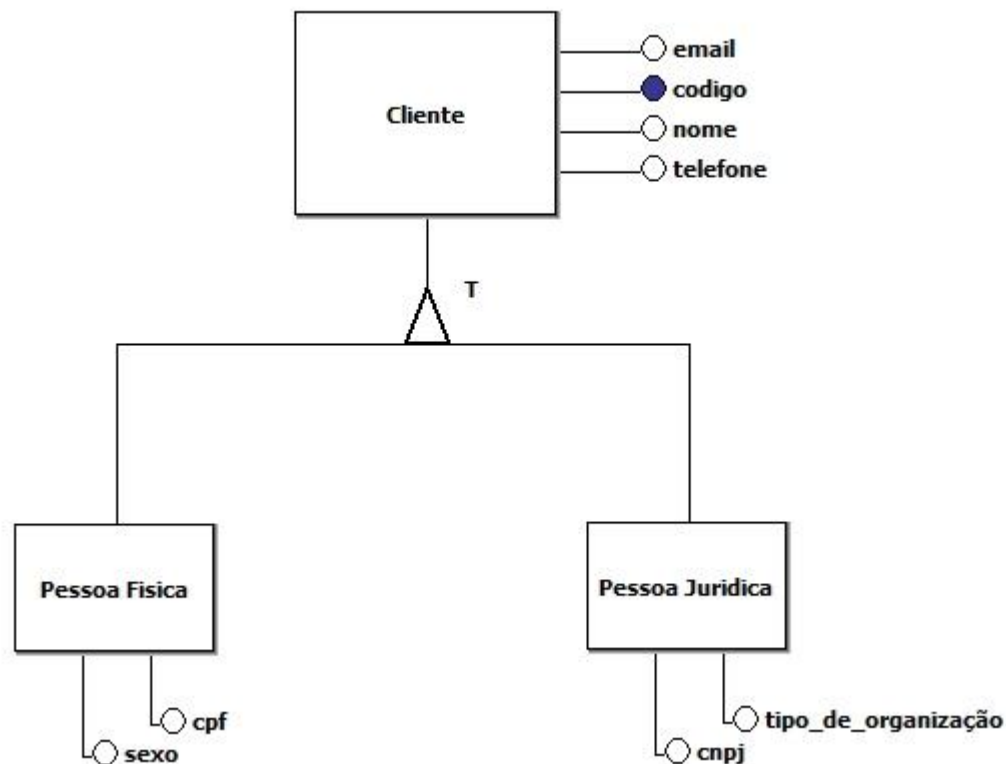 email
codigo
Cliente
nome
telefone
T
Pessoa Fisica
Pessoa Juridica
cpf
tipo_de_organização
sexo
cnpj